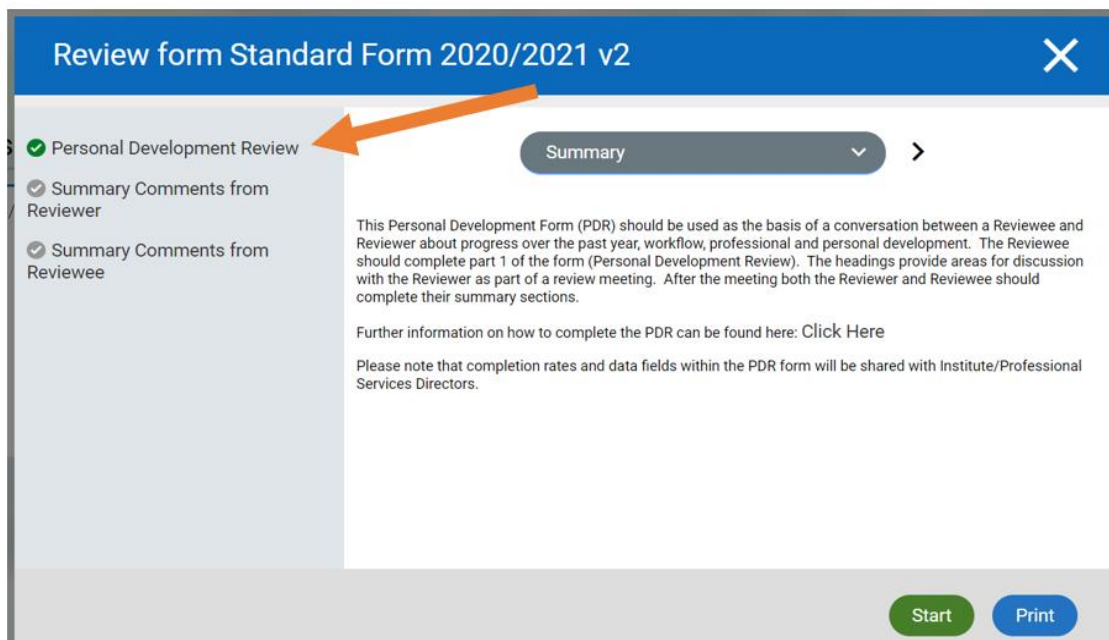 Review form Standard Form 2020/2021 v2
Personal Development Review
Summary Comments from
Reviewer
Summary Comments from
Reviewee
Summary
This Personal Development Form (PDR) should be used as the basis of a conversation between a Reviewee and
Reviewer about progress over the past year, workflow, professional and personal development. The Reviewee
should complete part 1 of the form (Personal Development Review). The headings provide areas for discussion
with the Reviewer as part of a review meeting. After the meeting both the Reviewer and Reviewee should
complete their summary sections.
Further information on how to complete the PDR can be found here: Click Here
Please note that completion rates and data fields within the PDR form will be shared with Institute/Professional
Services Directors.
Start
Print